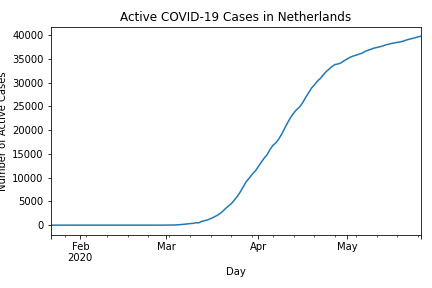 Active COVID-19 Cases in Netherlands
Number of Active Cases
40000
35000
30000
25000
20000
15000
10000
5000
0
Feb
2020
Mar
Apr
May
Day